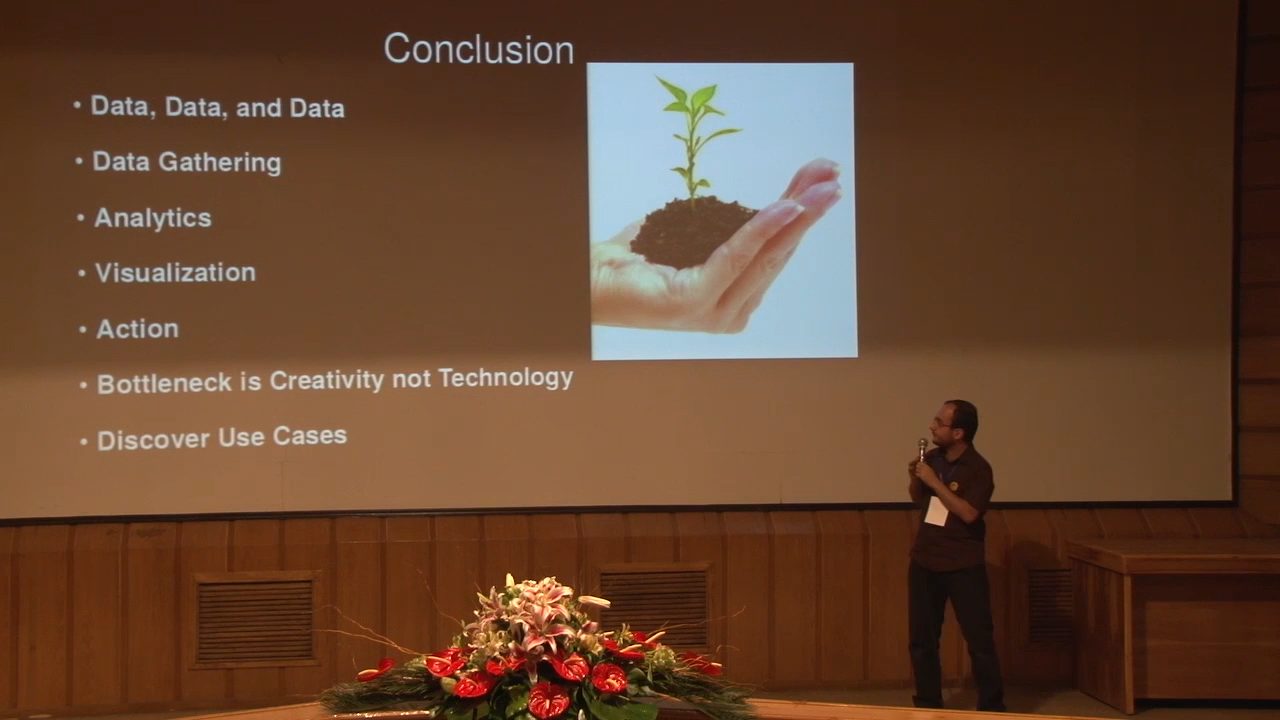 Conclusion
• Data, Data, and Data
• Data Gathering
• Analytics
• Visualization
• Action
• Bottleneck is Creativity not Technology
• Discover Use Cases